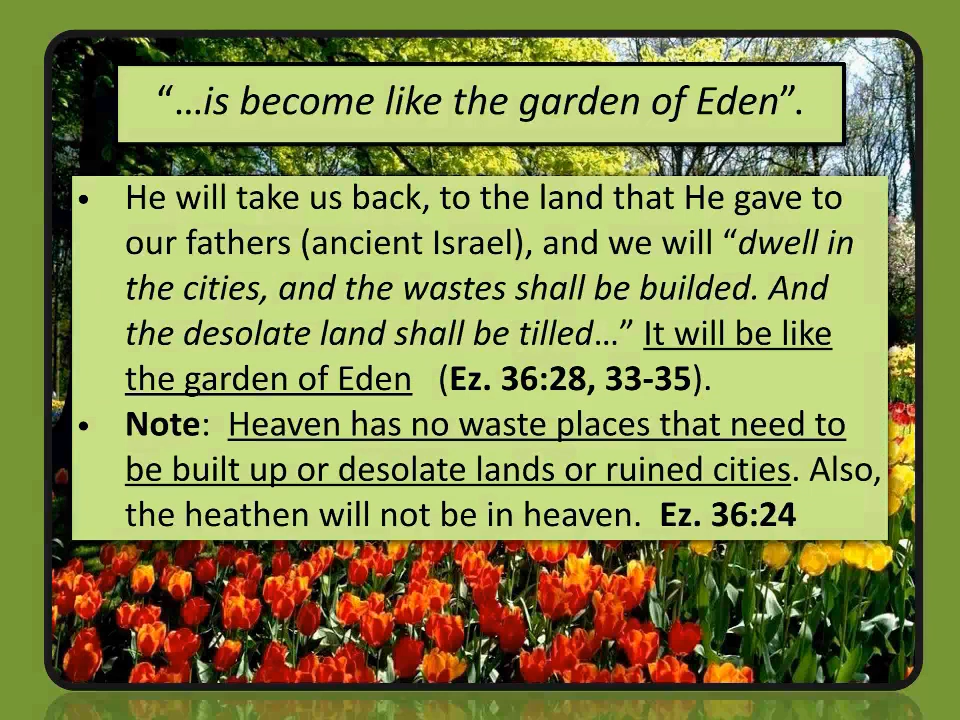 “…is become like the garden of Eden”.
• He will take us back, to the land that He gave to
our fathers (ancient Israel), and we will “dwell in
the cities, and the wastes shall be builded. And
the desolate land shall be tilled…” It will be like
the garden of Eden (Ez. 36:28, 33-35).
• Note: Heaven has no waste places that need to
be built up or desolate lands or ruined cities. Also,
the heathen will not be in heaven. Ez. 36:24